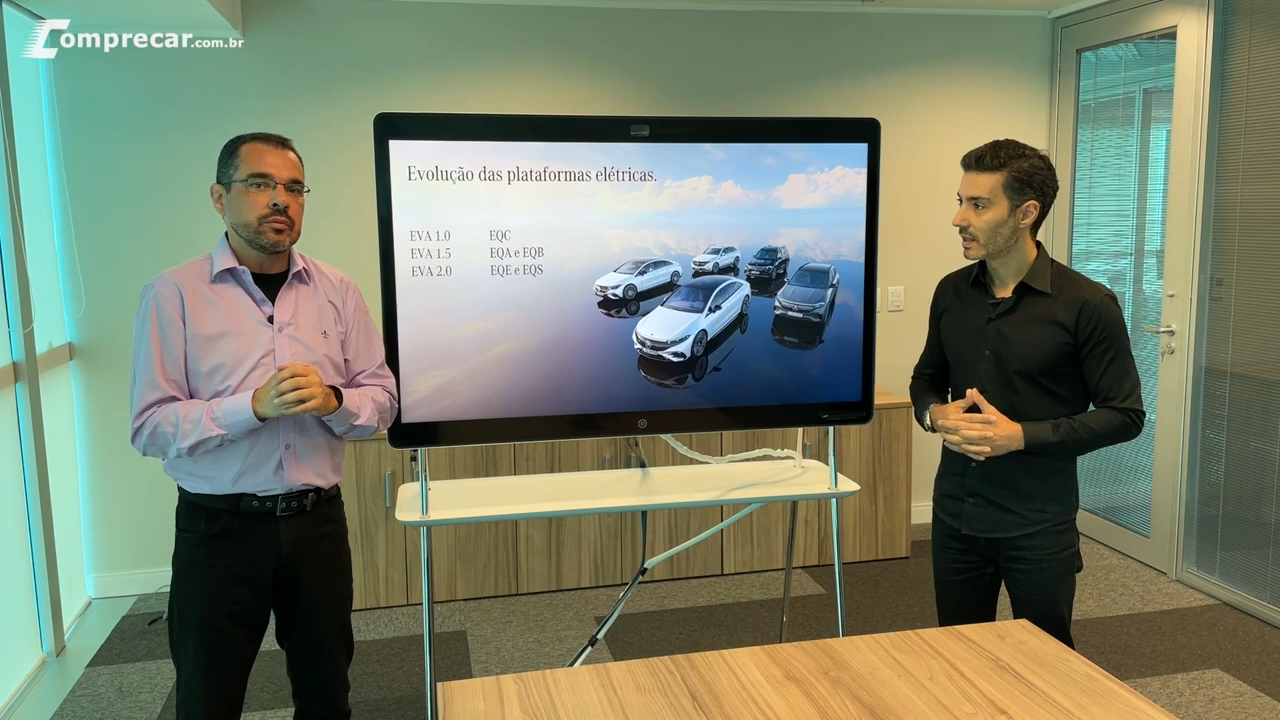 Comprecar.com.br
Evolução das plataformas elétricas.
EVA 1.0 EQC
EVA 1.5 EQA e EQB
EVA 2.0 EQE e EQS